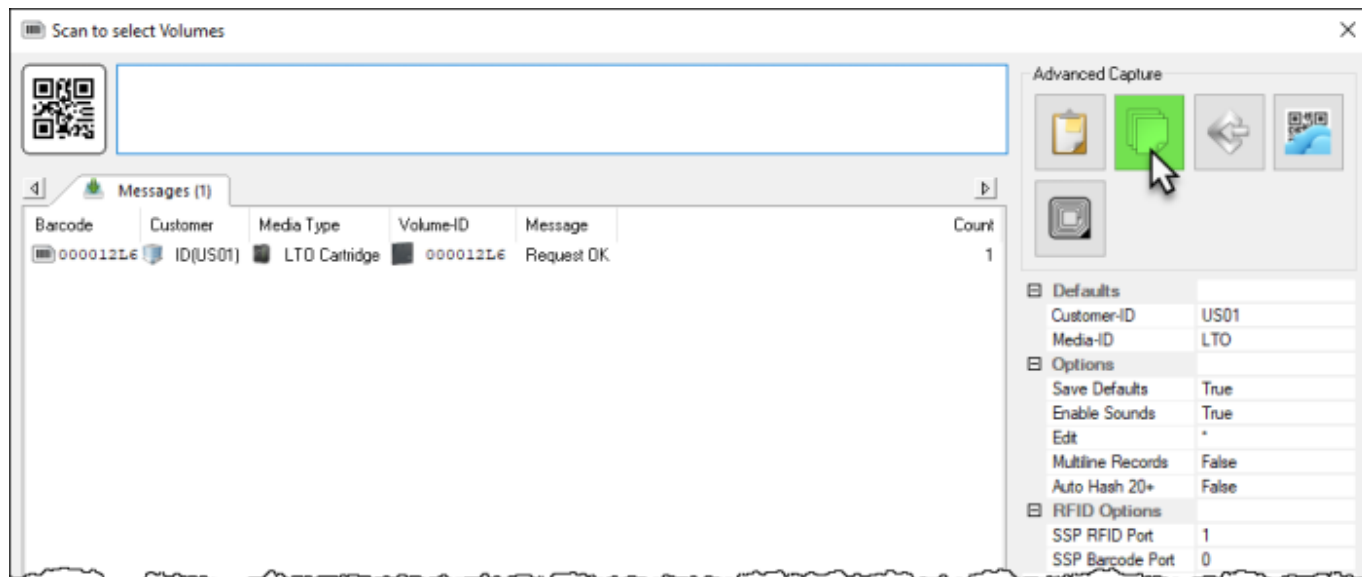 Scan to select Volumes
Advanced Capture
Messages (1)
Barcode Customer Media Type Volume-ID Message Count
000012L6 ID(US01) LTO Cartridge 000012L6 Request OK 1
Defaults
Customer-ID US01
Media-ID LTO
Options
Save Defaults True
Enable Sounds True
Edit
Multiline Records False
Auto Hash 20+ False
RFID Options
SSP RFID Port 1
SSP Barcode Port 0